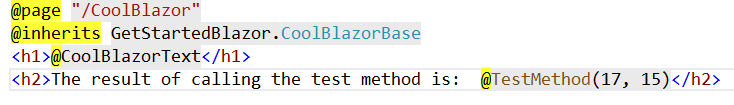 @page "/CoolBlazor"
@inherits GetStartedBlazor.CoolBlazorBase
<h1>@CoolBlazorText</h1>
<h2>The result of calling the test method is:  @TestMethod(17, 15)</h2>